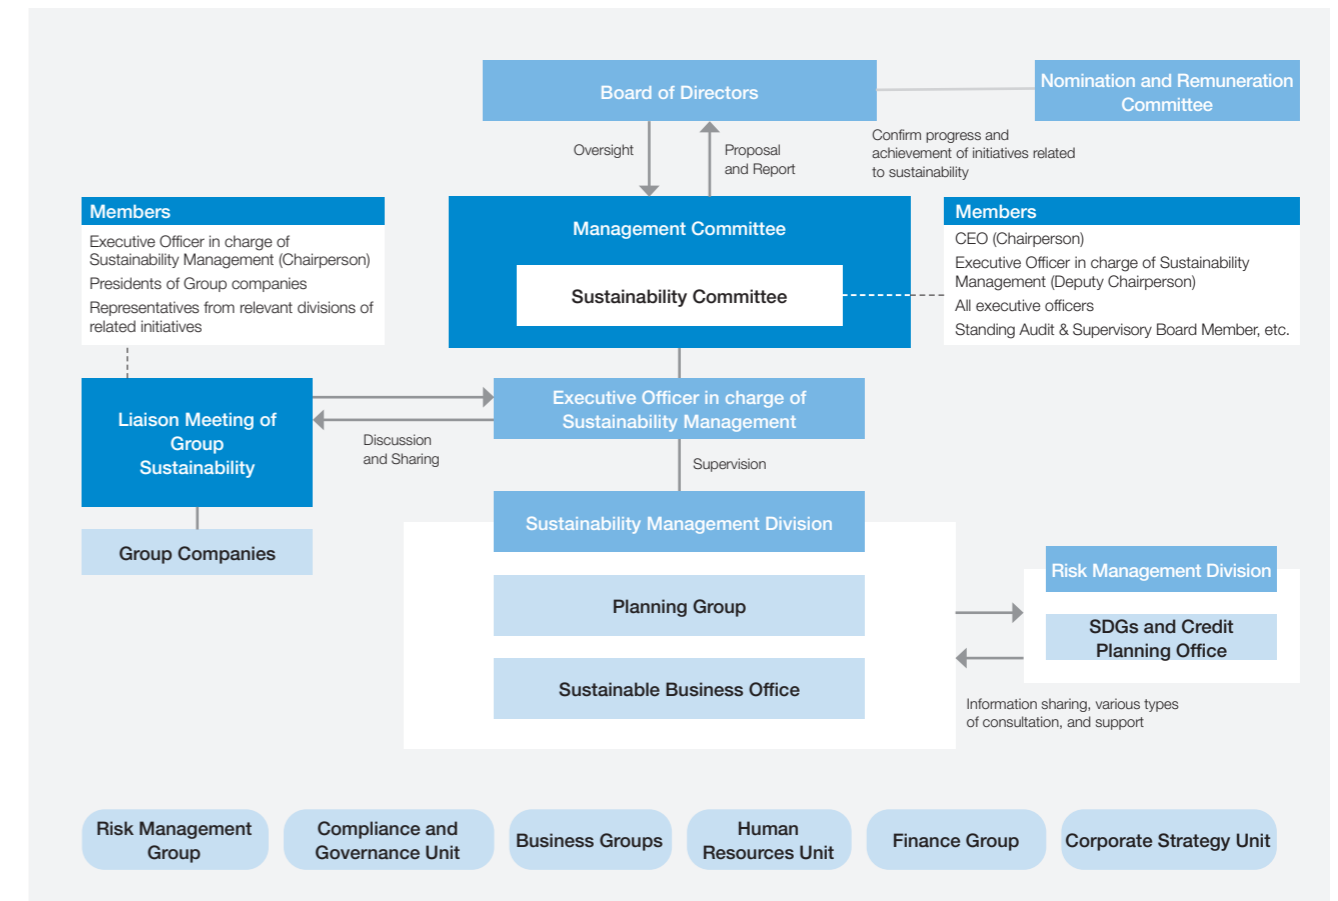 Board of Directors
Nomination and Remuneration
Committee
Oversight
Proposal
and Report
Confirm progress and
achievement of initiatives related
to sustainability
Members
Executive Officer in charge of
Sustainability Management (Chairperson)
Presidents of Group companies
Representatives from relevant divisions of
related initiatives
Management Committee
Sustainability Committee
Members
CEO (Chairperson)
Executive Officer in charge of Sustainability
Management (Deputy Chairperson)
All executive officers
Standing Audit & Supervisory Board Member, etc.
Liaison Meeting of
Group
Sustainability
Discussion
and Sharing
Executive Officer in charge of
Sustainability Management
Supervision
Group Companies
Sustainability Management Division
Planning Group
Sustainable Business Office
Risk Management Division
SDGs and Credit
Planning Office
Information sharing, various types
of consultation, and support
Risk Management
Group
Compliance and
Governance Unit
Business Groups
Human
Resources Unit
Finance Group
Corporate Strategy Unit